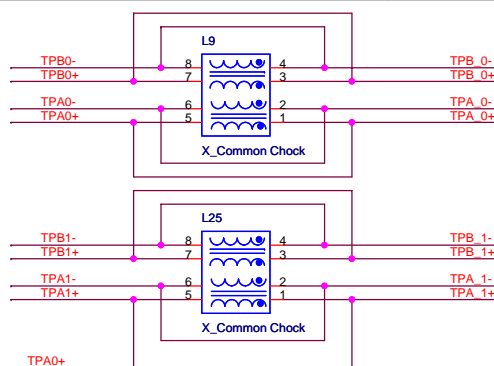 L9
TPB0- 8 4 TPB_0-
TPB0+ 7 3 TPB_0+
TPA0- 6 2 TPA_0-
TPA0+ 5 1 TPA_0+
X_Common Chock
L25
TPB1- 8 4 TPB_1-
TPB1+ 7 3 TPB_1+
TPA1- 6 2 TPA_1-
TPA1+ 5 1 TPA_1+
X_Common Chock
TPA0+